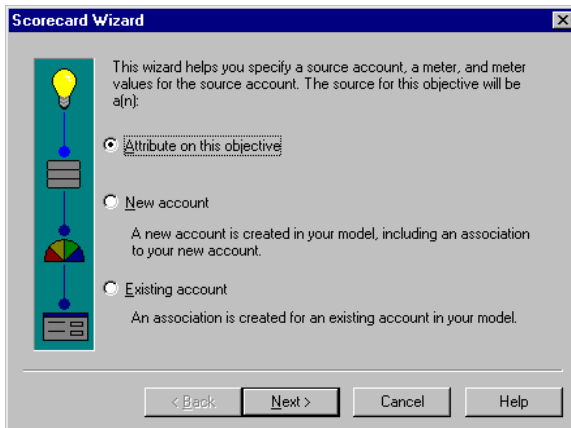 Scorecard Wizard
This wizard helps you specify a source account, a meter, and meter
values for the source account. The source for this objective will be
a(n):
Attribute on this objective
New account
A new account is created in your model, including an association
to your new account.
Existing account
An association is created for an existing account in your model.
< Back
Next >
Cancel
Help